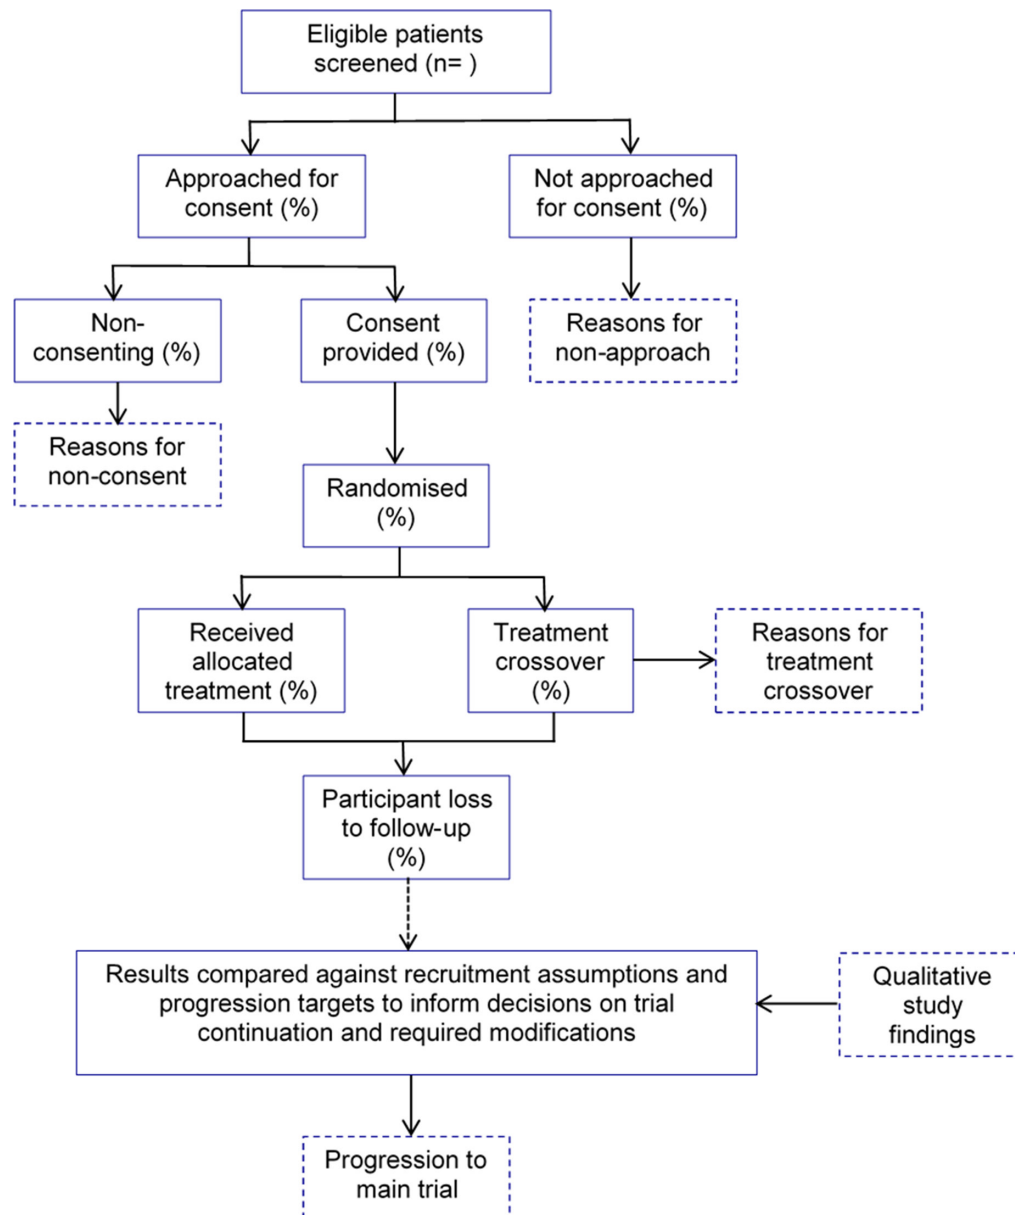 Eligible patients
screened (n= )
Approached for
consent (%)
Not approached
for consent (%)
Non-
consenting (%)
Consent
provided (%)
Reasons for
non-approach
Reasons for
non-consent
Randomised
(%)
Received
allocated
treatment (%)
Treatment
crossover
(%)
Reasons for
treatment
crossover
Participant loss
to follow-up
(%)
Results compared against recruitment assumptions and
progression targets to inform decisions on trial
continuation and required modifications
Qualitative
study
findings
Progression to
main trial